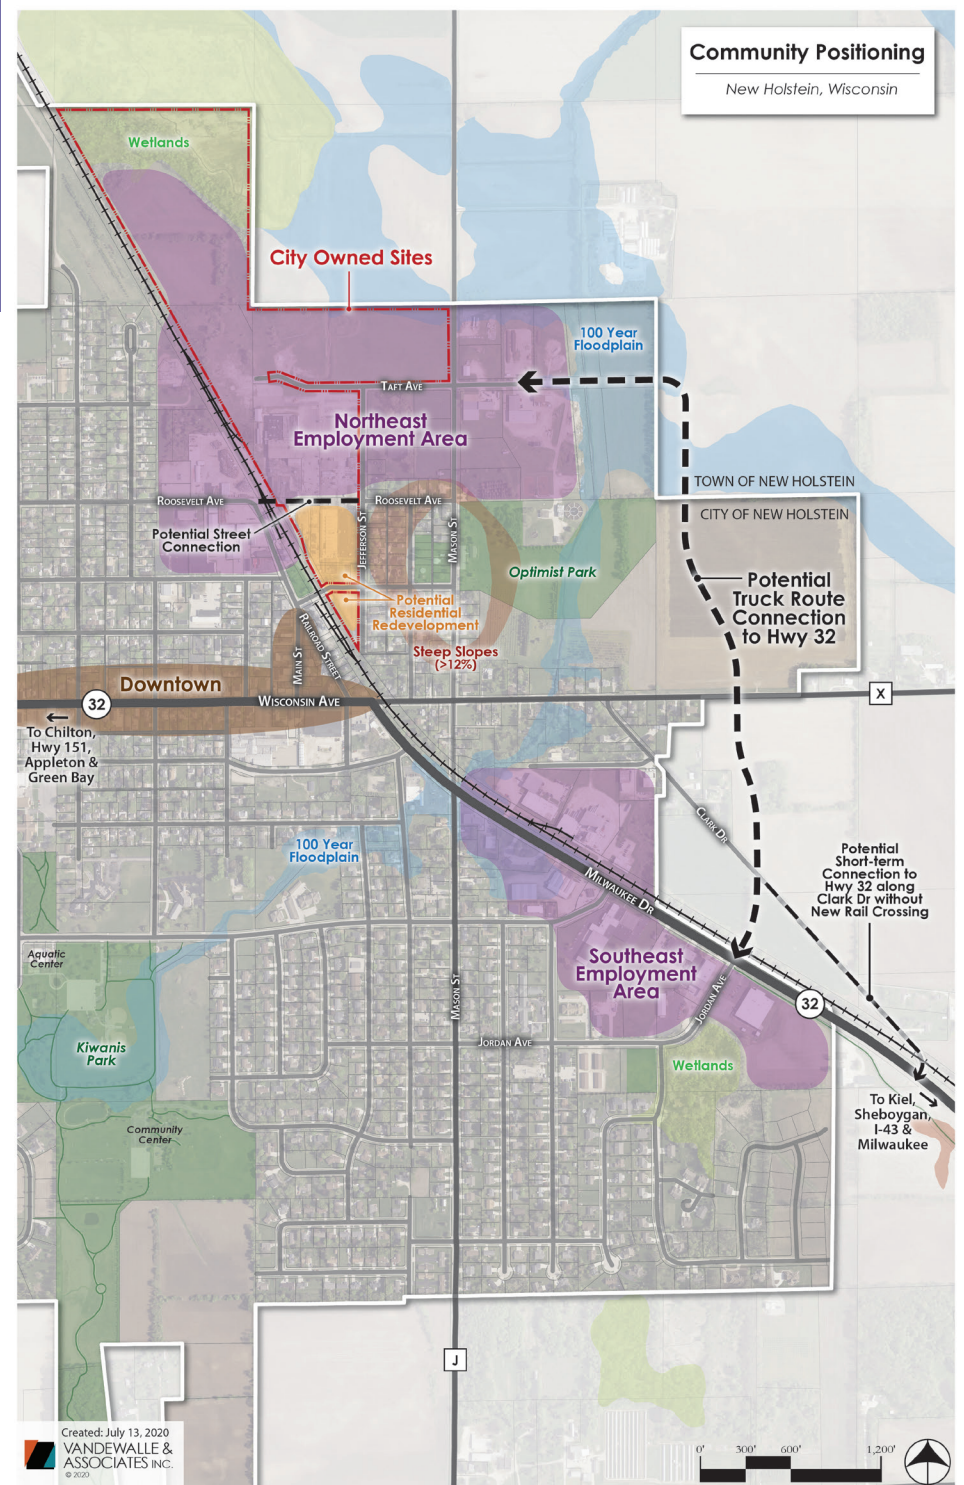 Community Positioning
New Holstein, Wisconsin
Wetlands
City Owned Sites
100 Year
Floodplain
TAFT AVE
Northeast
Employment Area
TOWN OF NEW HOLSTEIN
CITY OF NEW HOLSTEIN
ROOSEVELT AVE
ROOSEVELT AVE
Potential Street
Connection
JEFFERSON ST
MASON ST
Optimist Park
Potential
Truck Route
Connection
to Hwy 32
Potential
Residential
Redevelopment
Steep Slopes
(>12%)
RAILROAD STREET
MAIN ST
Downtown
WISCONSIN AVE
32
X
To Chilton,
Hwy 151,
Appleton &
Green Bay
CLARK DR
100 Year
Floodplain
Potential
Short-term
Connection to
Hwy 32 along
Clark Dr without
New Rail Crossing
MILWAUKEE DR
Aquatic
Center
Southeast
Employment
Area
MASON ST
JORDAN AVE
32
JORDAN AVE
Kiwanis
Park
Wetlands
To Kiel,
Sheboygan,
I-43 &
Milwaukee
Community
Center
J
Created: July 13, 2020
VANDEWALLE &
ASSOCIATES INC.
© 2020
0' 300' 600' 1,200'